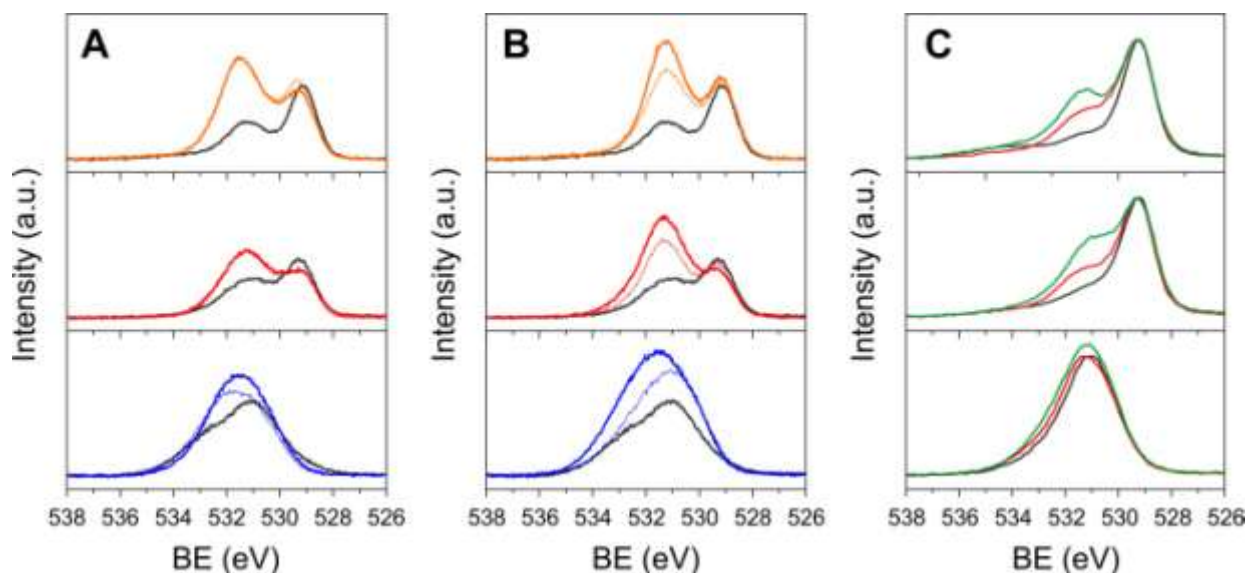 A B C
Intensity (a.u.) Intensity (a.u.) Intensity (a.u.)
538 536 534 532 530 528 526 538 536 534 532 530 528 526 538 536 534 532 530 528 526
BE (eV) BE (eV) BE (eV)